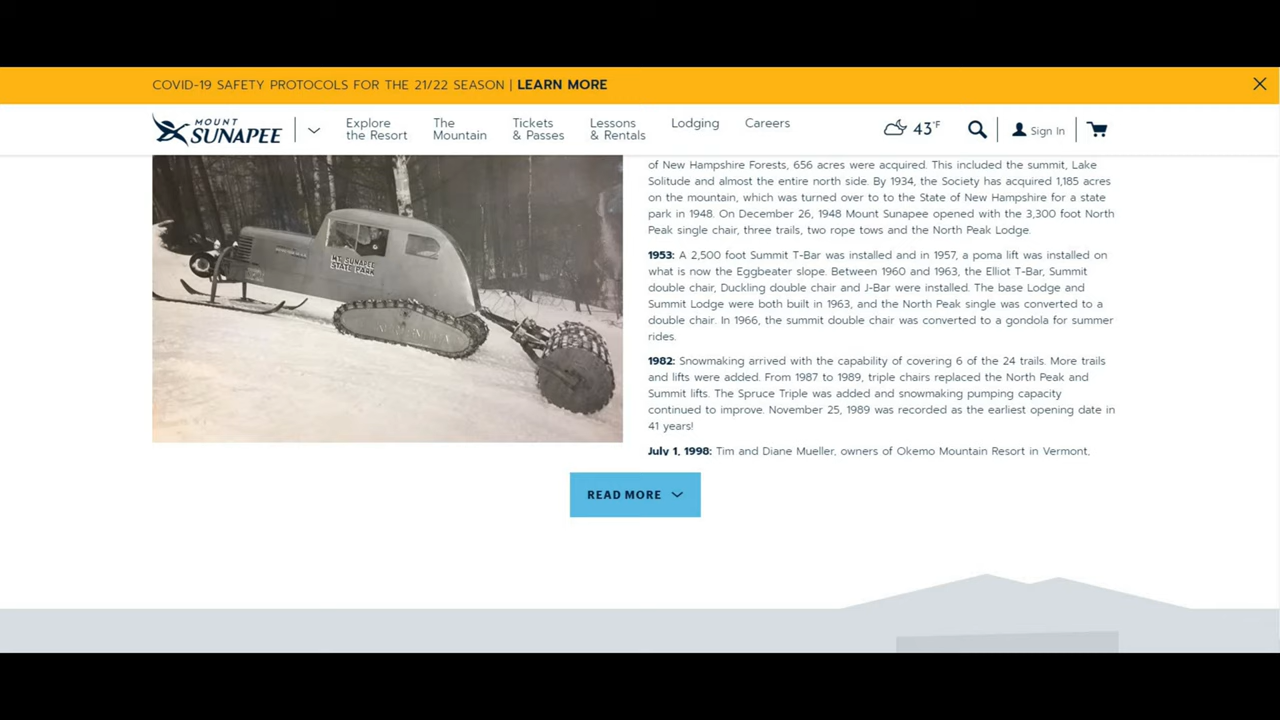 COVID-19 SAFETY PROTOCOLS FOR THE 21/22 SEASON | LEARN MORE
MOUNT
SUNAPEE
Explore
the Resort
The
Mountain
Tickets
& Passes
Lessons
& Rentals
Lodging
Careers
43°F
Sign In
MT. SUNAPEE
STATE PARK
of New Hampshire Forests, 656 acres were acquired. This included the summit, Lake
Solitude and almost the entire north side. By 1934, the Society has acquired 1,185 acres
on the mountain, which was turned over to to the State of New Hampshire for a state
park in 1948. On December 26, 1948 Mount Sunapee opened with the 3,300 foot North
Peak single chair, three trails, two rope tows and the North Peak Lodge.
1953: A 2,500 foot Summit T-Bar was installed and in 1957, a poma lift was installed on
what is now the Eggbeater slope. Between 1960 and 1963, the Elliot T-Bar, Summit
double chair, Duckling double chair and J-Bar were installed. The base Lodge and
Summit Lodge were both built in 1963, and the North Peak single was converted to a
double chair. In 1966, the summit double chair was converted to a gondola for summer
rides.
1982: Snowmaking arrived with the capability of covering 6 of the 24 trails. More trails
and lifts were added. From 1987 to 1989, triple chairs replaced the North Peak and
Summit lifts. The Spruce Triple was added and snowmaking pumping capacity
continued to improve. November 25, 1989 was recorded as the earliest opening date in
41 years!
July 1, 1998: Tim and Diane Mueller, owners of Okemo Mountain Resort in Vermont,
READ MORE